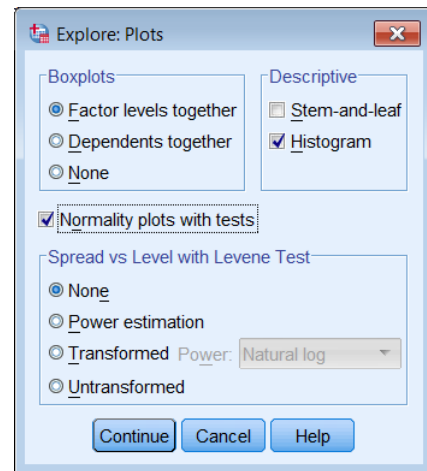 Explore: Plots
Boxplots
Factor levels together
Dependents together
None
Descriptive
Stem-and-leaf
Histogram
Normality plots with tests
Spread vs Level with Levene Test
None
Power estimation
Transformed Power: Natural log
Untransformed
Continue Cancel Help